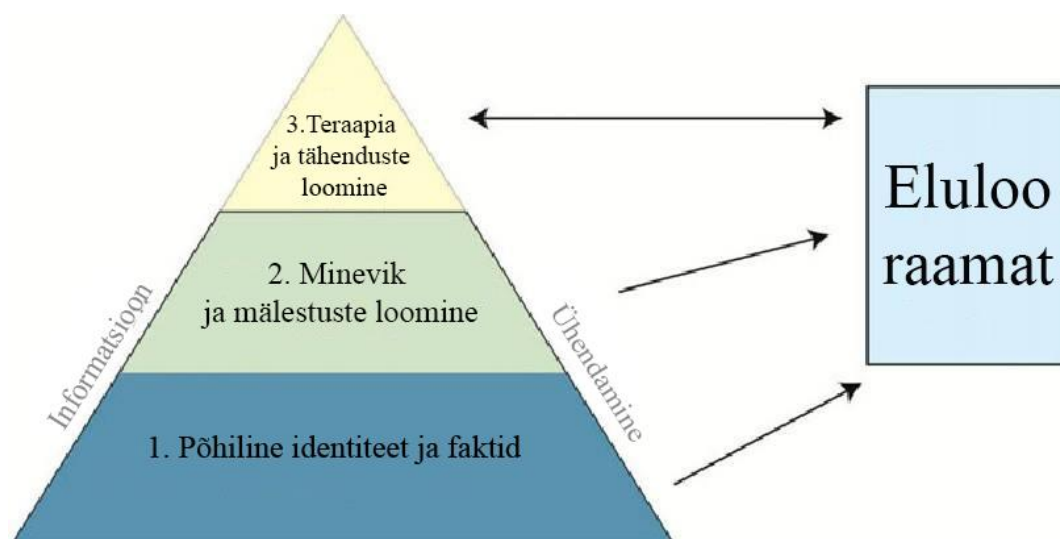 3.Teraapia
ja tähenduste
loomine
2. Minevik
ja mälestuste loomine
1. Põhiline identiteet ja faktid
Informatsioon
Ühendamine
Eluloo
raamat